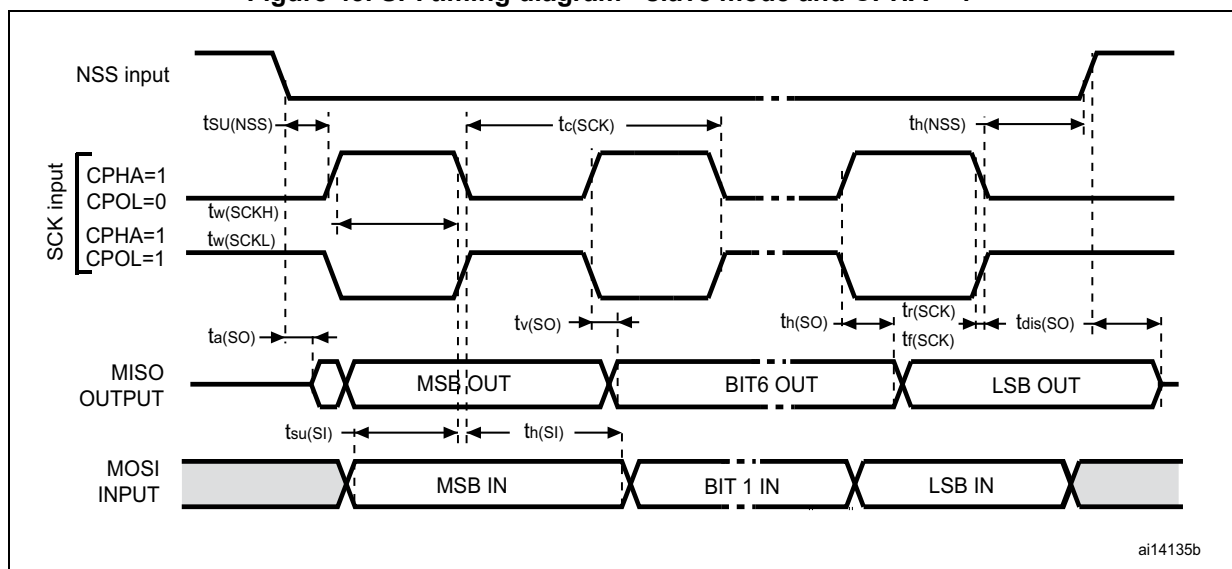 NSS input
tSU(NSS)
tc(SCK)
th(NSS)
SCK input
CPHA=1
CPOL=0
tw(SCKH)
CPHA=1
tw(SCKL)
CPOL=1
ta(SO)
tv(SO)
th(SO)
tr(SCK)
tf(SCK)
tdis(SO)
MISO
OUTPUT
MSB OUT
BIT6 OUT
LSB OUT
tsu(SI)
th(SI)
MOSI
INPUT
MSB IN
BIT 1 IN
LSB IN
ai14135b